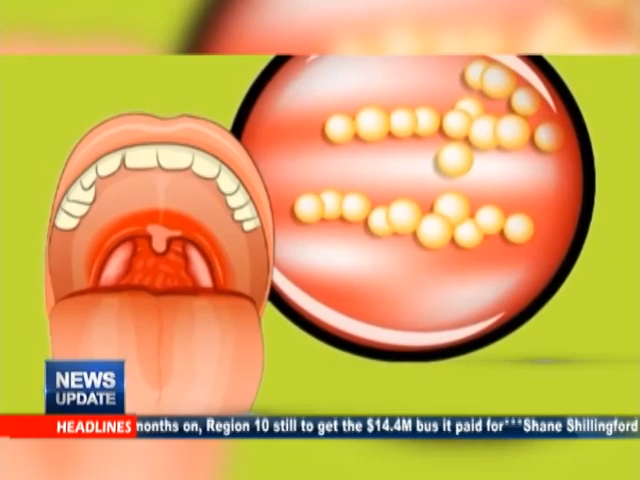 NEWS
UPDATE
HEADLINES
months on, Region 10 still to get the $14.4M bus it paid for***Shane Shillingford